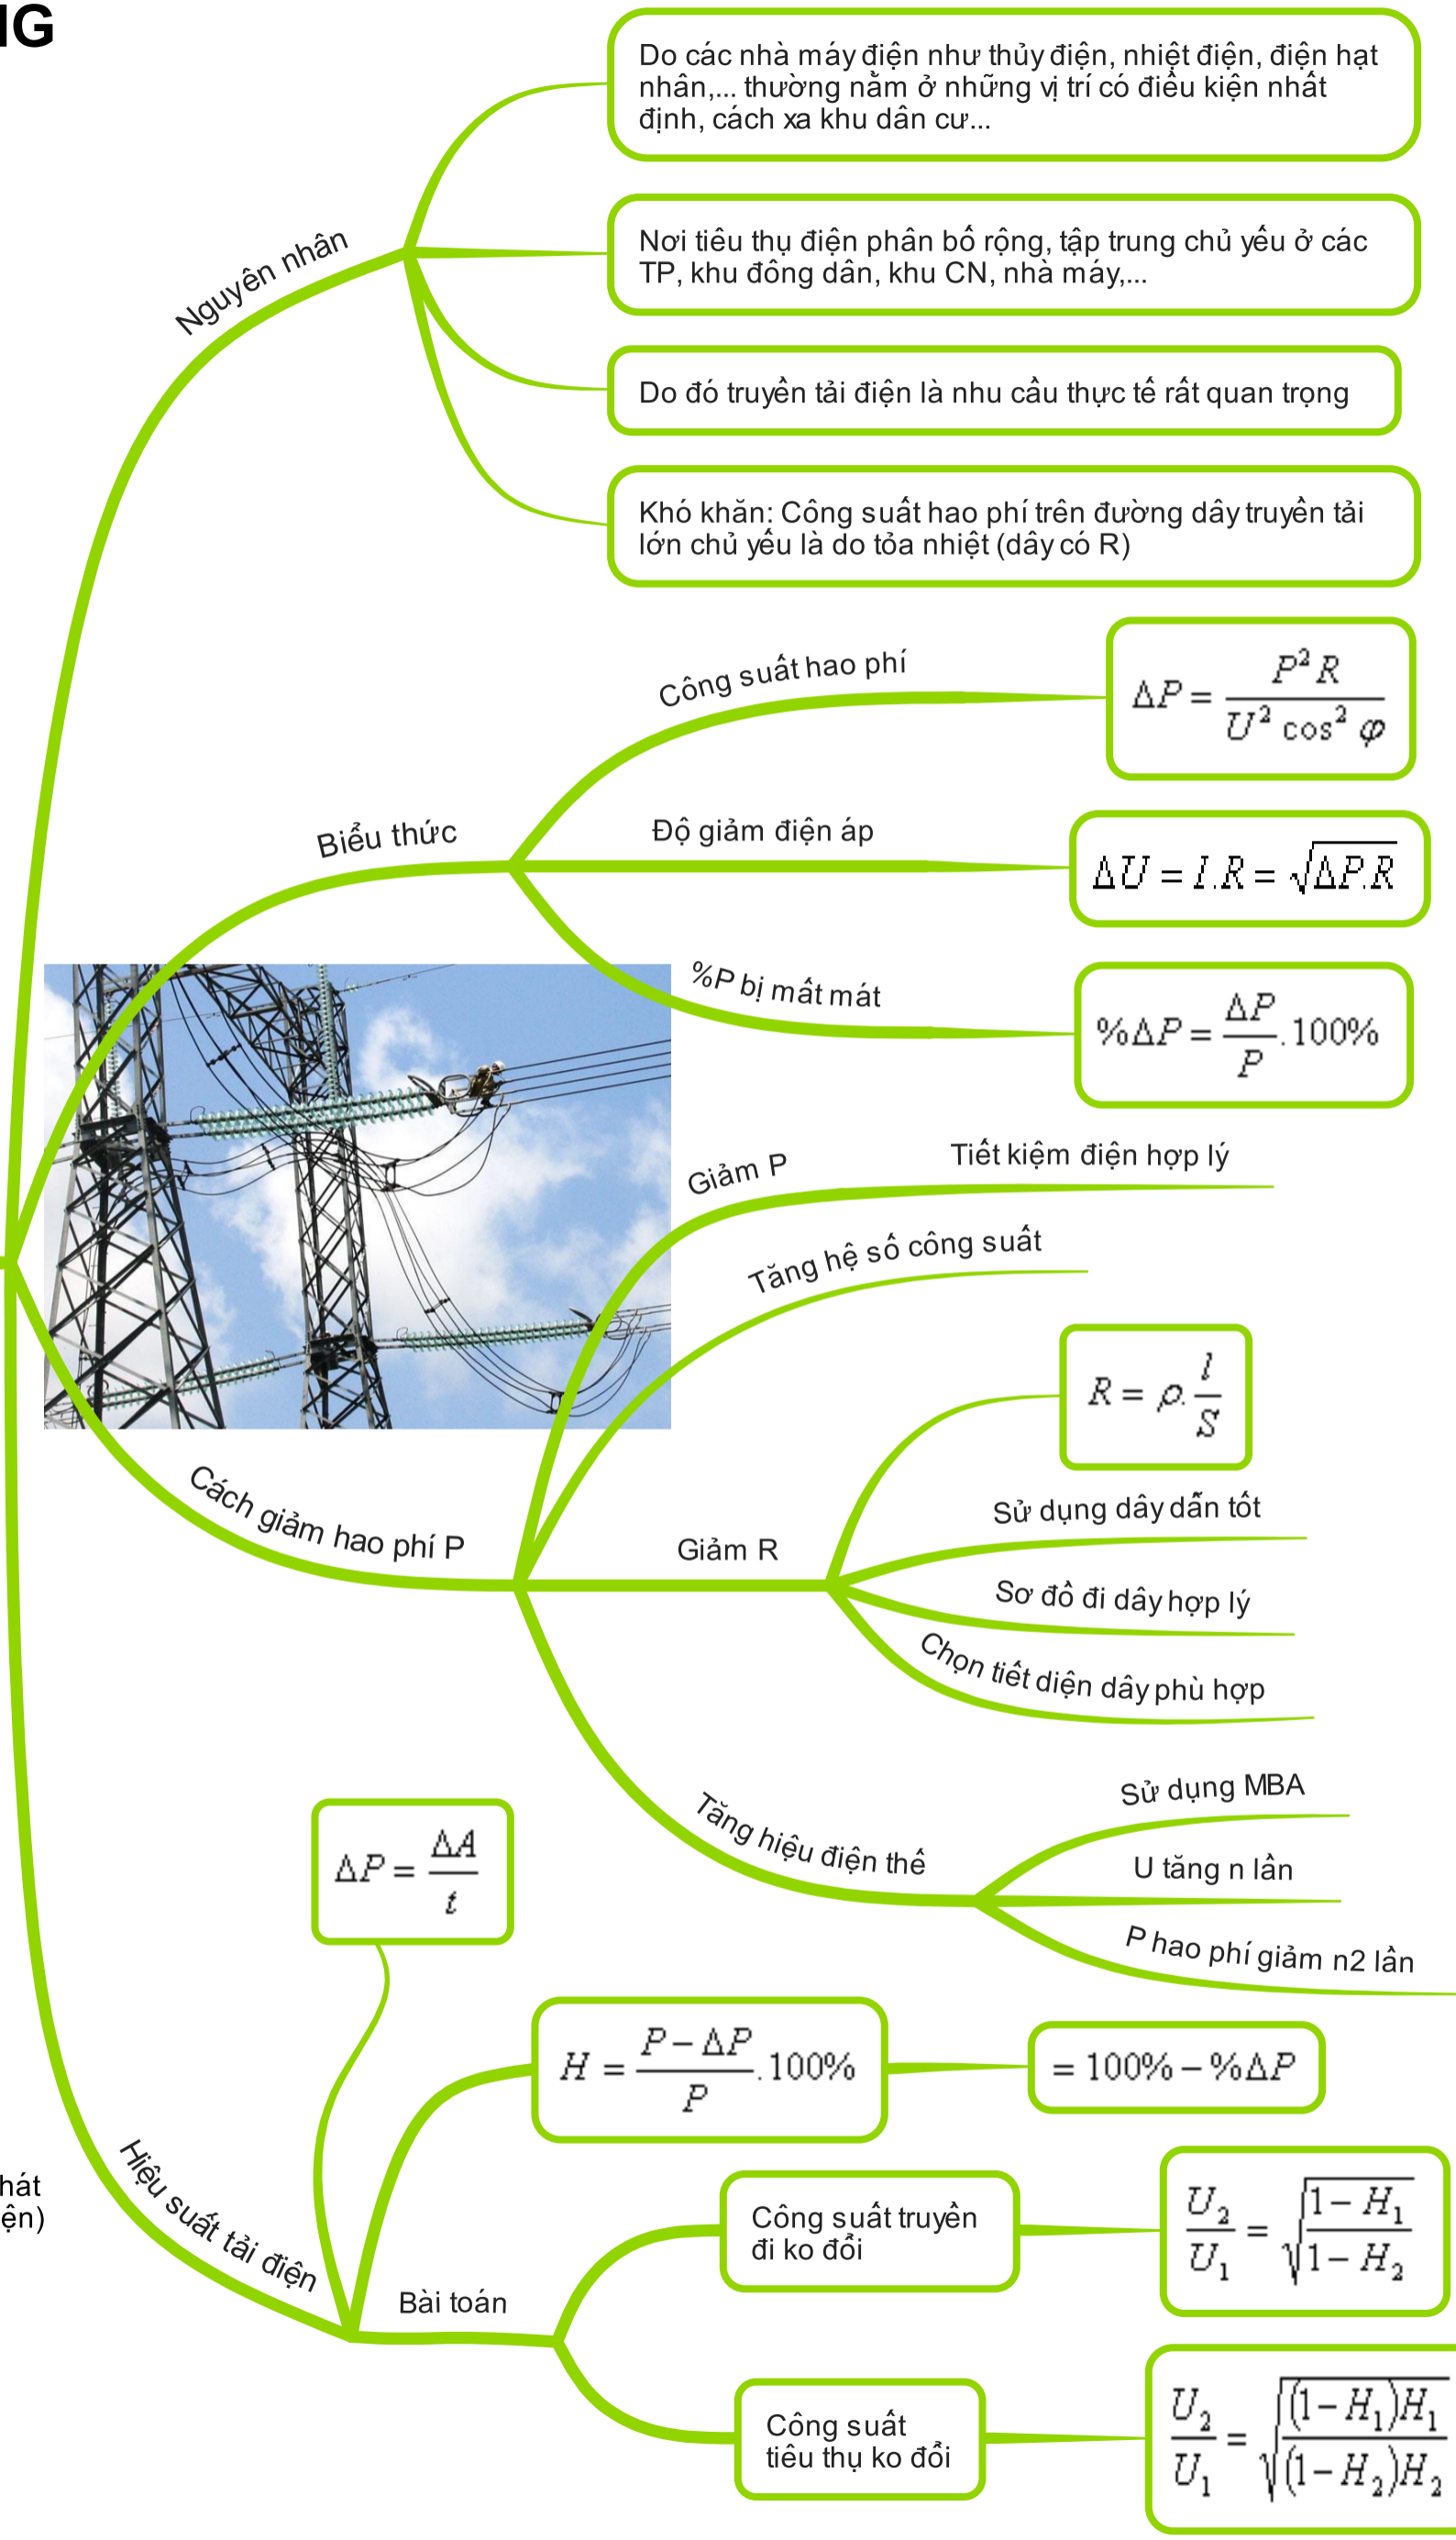 NG
Do các nhà máy điện như thủy điện, nhiệt điện, điện hạt
nhân,... thường nằm ở những vị trí có điều kiện nhất
định, cách xa khu dân cư...
Nguyên nhân
Nơi tiêu thụ điện phân bố rộng, tập trung chủ yếu ở các
TP, khu đông dân, khu CN, nhà máy,...
Do đó truyền tải điện là nhu cầu thực tế rất quan trọng
Khó khăn: Công suất hao phí trên đường dây truyền tải
lớn chủ yếu là do tỏa nhiệt (dây có R)
Biểu thức
Công suất hao phí
ΔP = P² R / U² cos² φ
Độ giảm điện áp
ΔU = I.R = √ΔP.R
%P bị mất mát
%ΔP = ΔP / P .100%
Cách giảm hao phí P
Giảm P
Tiết kiệm điện hợp lý
Tăng hệ số công suất
Giảm R
R = ρ. l / S
Sử dụng dây dẫn tốt
Sơ đồ đi dây hợp lý
Chọn tiết diện dây phù hợp
Tăng hiệu điện thế
Sử dụng MBA
U tăng n lần
P hao phí giảm n2 lần
Hiệu suất tải điện
ΔP = ΔA / t
H = P − ΔP / P .100%
= 100% − %ΔP
hát
ện)
Bài toán
Công suất truyền
đi ko đổi
U₂ / U₁ = √1 − H₁ / 1 − H₂
Công suất
tiêu thụ ko đổi
U₂ / U₁ = √(1 − H₁)H₁ / (1 − H₂)H₂